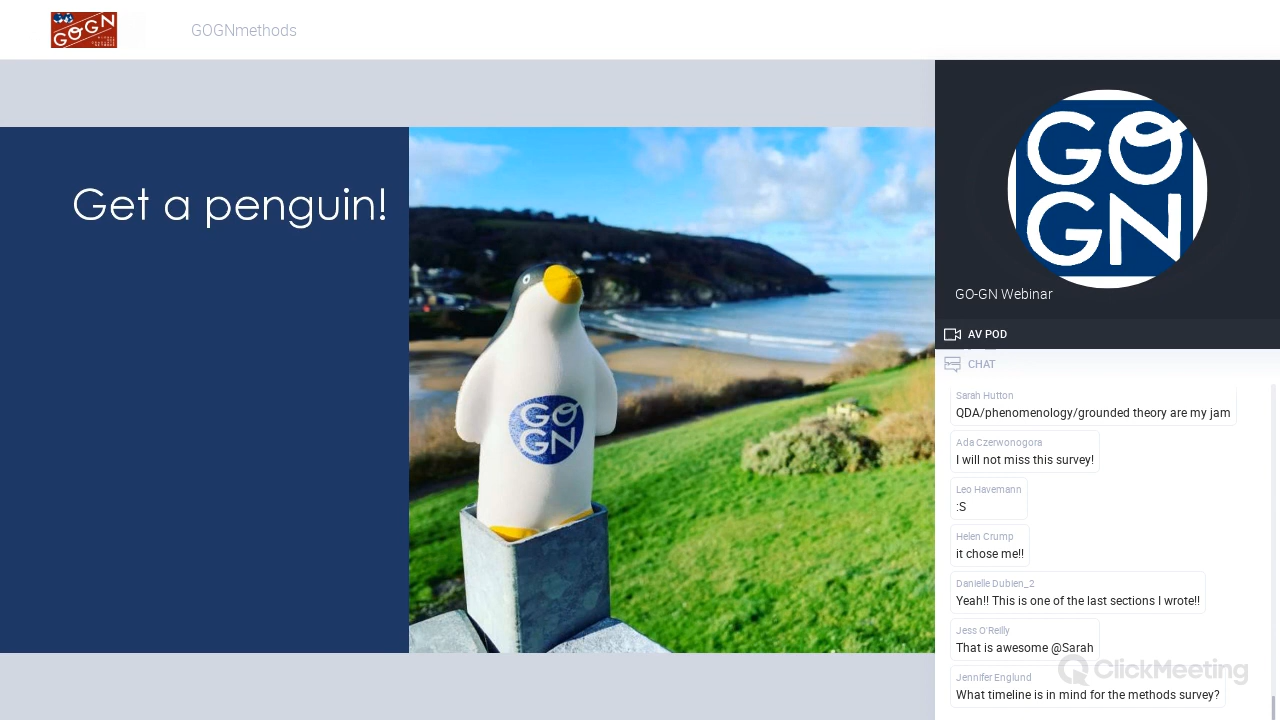 GOGN
GOGNmethods
Get a penguin!
GO
GN
GO
GN
GO-GN Webinar
AV POD
CHAT
Sarah Hutton
QDA/phenomenology/grounded theory are my jam
Ada Czerwonogora
I will not miss this survey!
Leo Havemann
:S
Helen Crump
it chose me!!
Danielle Dubien_2
Yeah!! This is one of the last sections I wrote!!
Jess O'Reilly
That is awesome @Sarah
ClickMeeting
Jennifer Englund
What timeline is in mind for the methods survey?